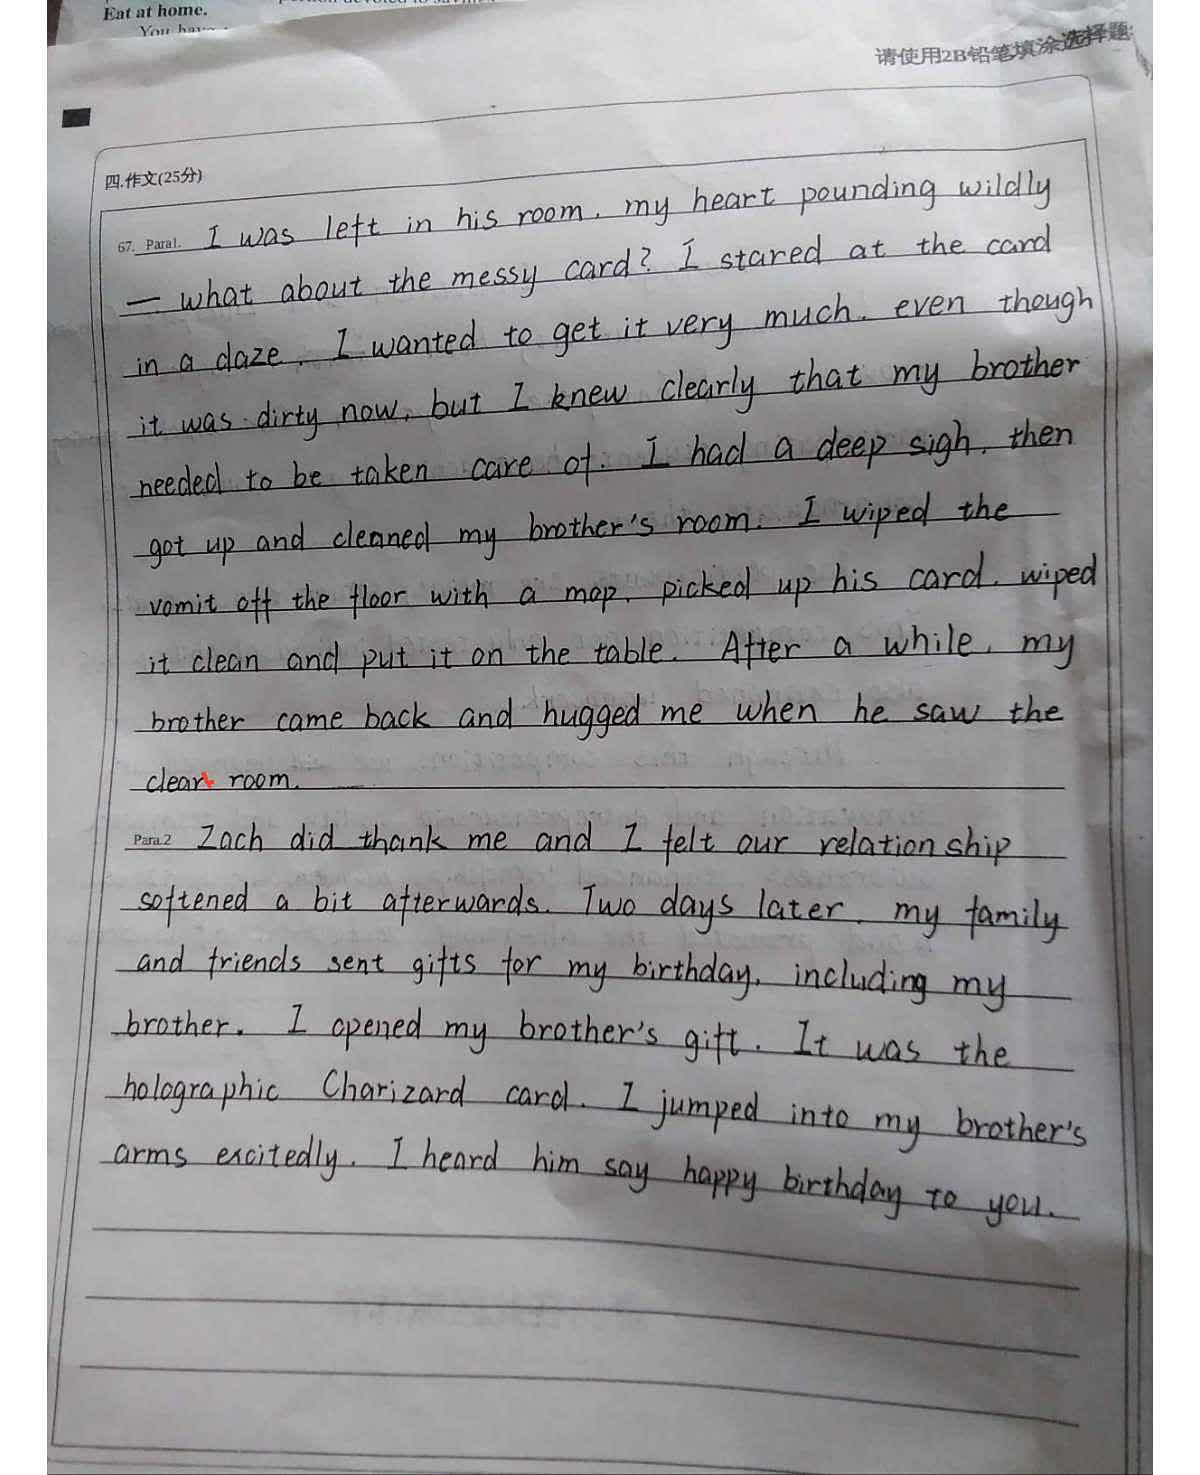 Eat at home.
You have
请使用2B铅笔填涂选择题
四.作文(25分)
67. Para1. I was left in his room, my heart pounding wildly
— what about the messy card? I stared at the card
in a daze. I wanted to get it very much, even though
it was dirty now, but I knew clearly that my brother
needed to be taken care of. I had a deep sigh, then
got up and cleaned my brother's room. I wiped the
vomit off the floor with a mop, picked up his card, wiped
it clean and put it on the table. After a while, my
brother came back and hugged me when he saw the
clean room.
Para.2 Zach did thank me and I felt our relationship
softened a bit afterwards. Two days later, my family
and friends sent gifts for my birthday, including my
brother. I opened my brother's gift. It was the
holographic Charizard card. I jumped into my brother's
arms excitedly. I heard him say happy birthday to you.